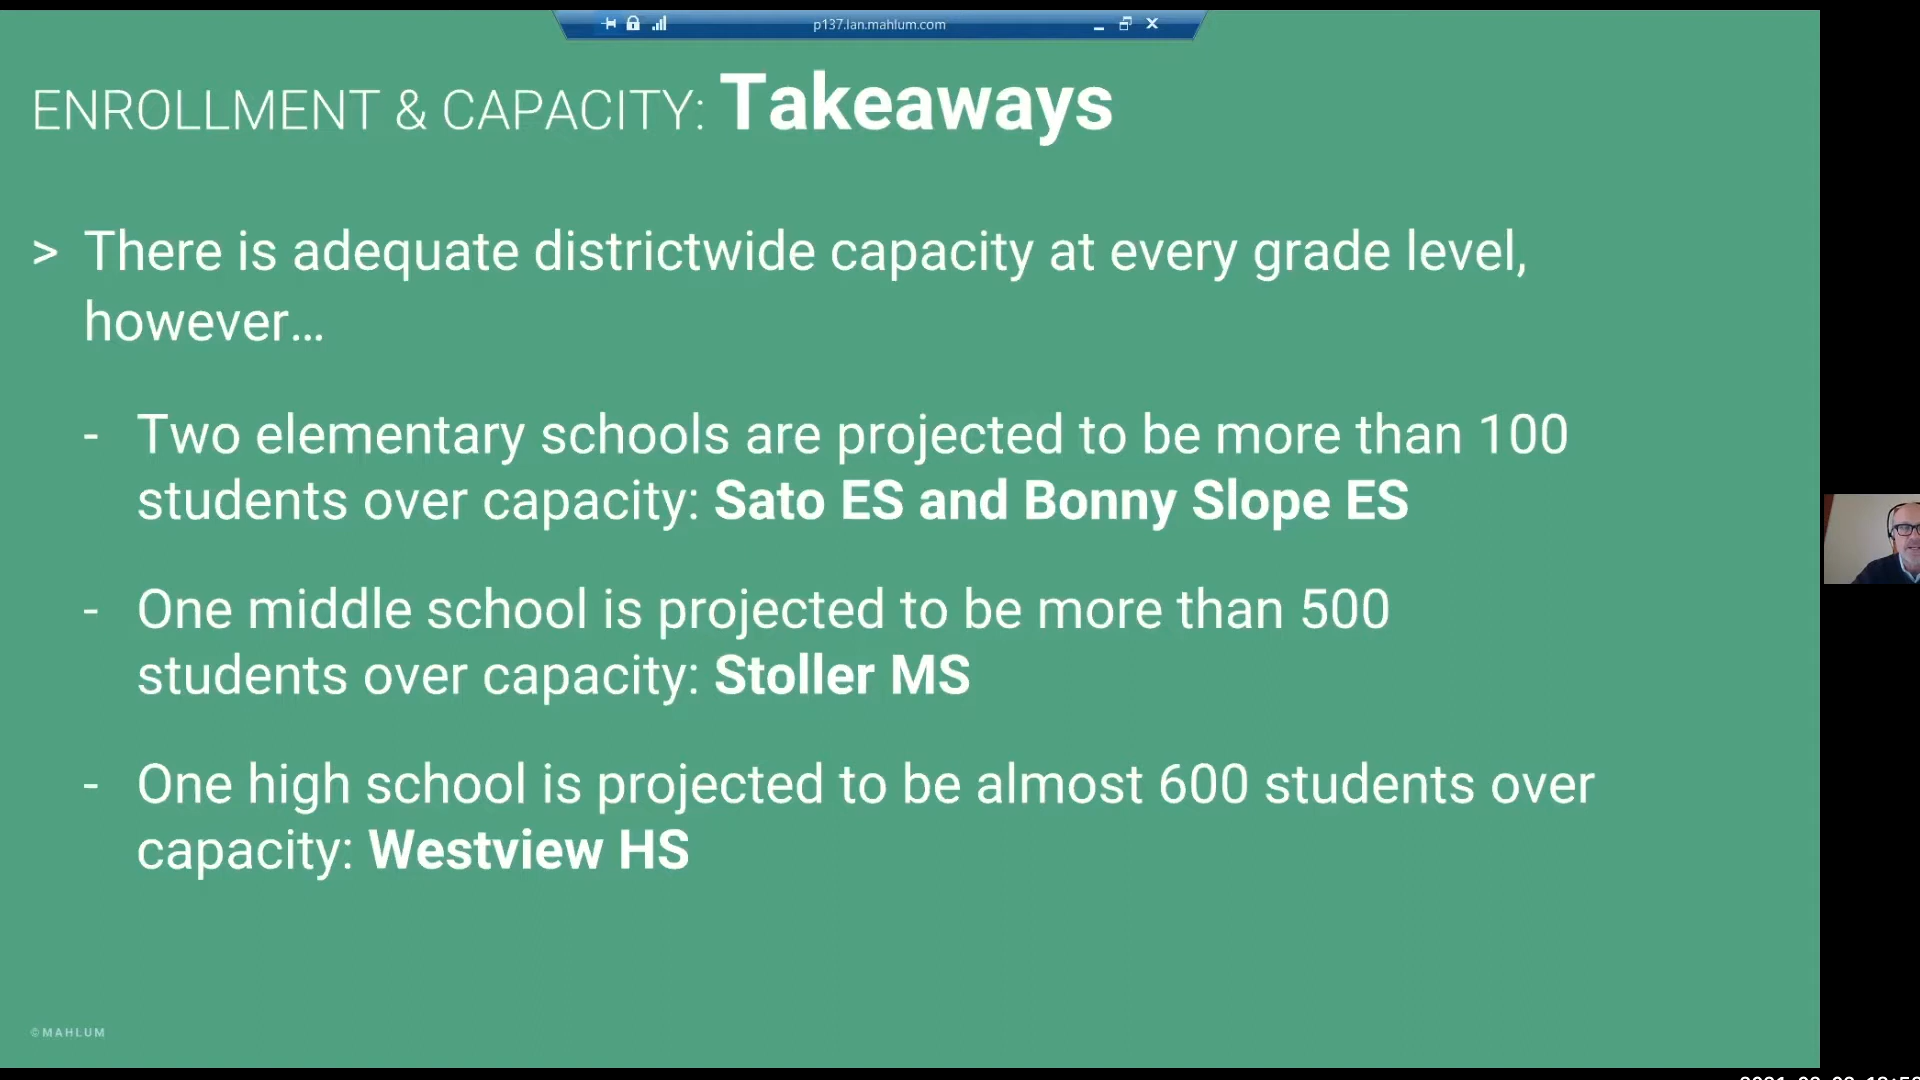 p137.lan.mahlum.com
ENROLLMENT & CAPACITY: Takeaways
> There is adequate districtwide capacity at every grade level,
however…
- Two elementary schools are projected to be more than 100
students over capacity: Sato ES and Bonny Slope ES
- One middle school is projected to be more than 500
students over capacity: Stoller MS
- One high school is projected to be almost 600 students over
capacity: Westview HS
© MAHLUM